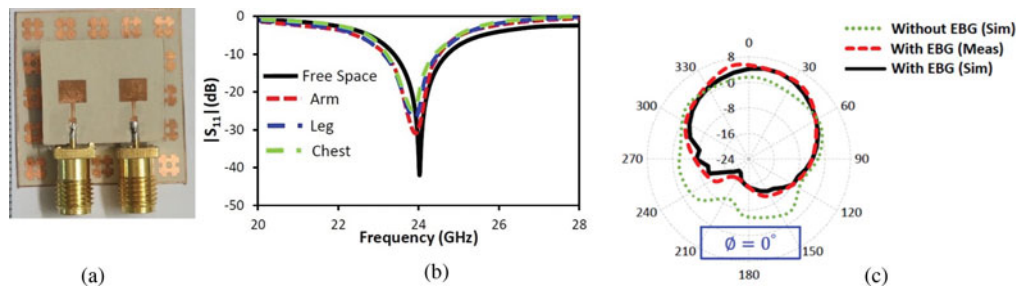 0
-10
-20
-30
-40
-50
|S₁₁| (dB)
Free Space
Arm
Leg
Chest
20 22 24 26 28
Frequency (GHz)
Without EBG (Sim)
With EBG (Meas)
With EBG (Sim)
0
30
60
90
120
150
180
210
240
270
300
330
8
0
-8
-16
-24
Ø = 0°
(a) (b) (c)